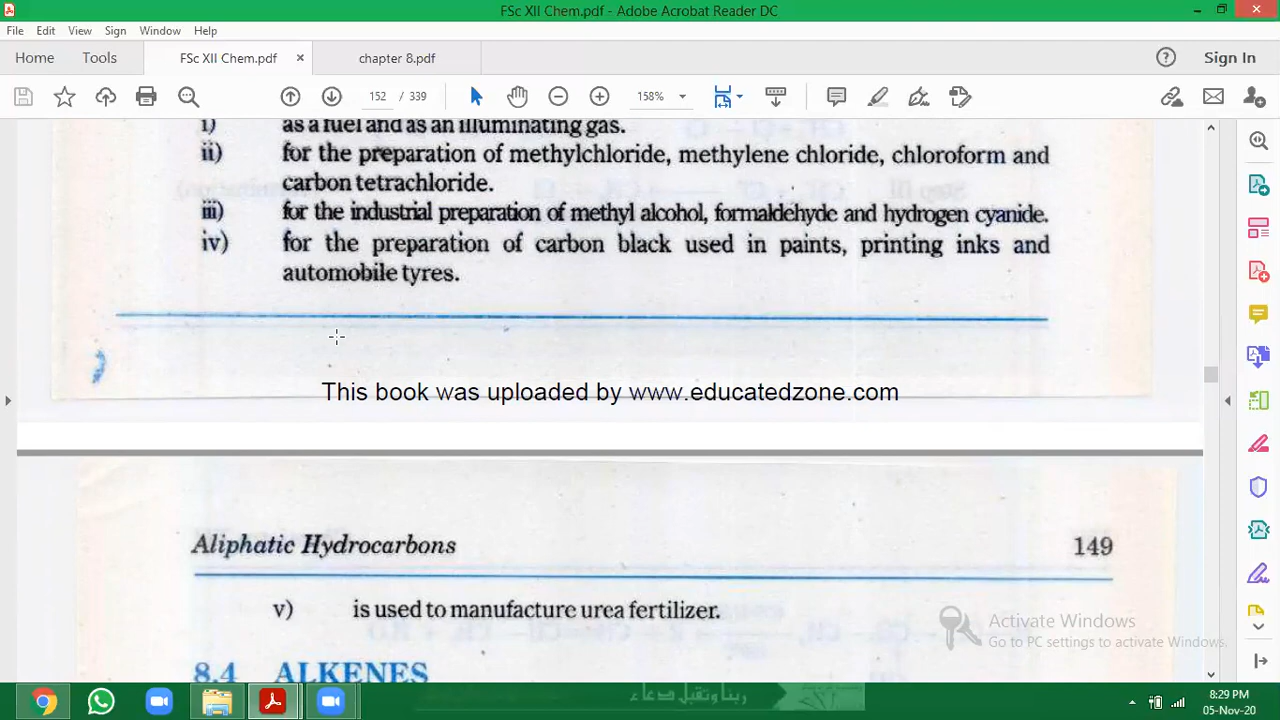 FSc XII Chem.pdf - Adobe Acrobat Reader DC
File Edit View Sign Window Help
Home Tools FSc XII Chem.pdf × chapter 8.pdf Sign In
152 / 339 158%
i) as a fuel and as an illuminating gas.
ii) for the preparation of methylchloride, methylene chloride, chloroform and
carbon tetrachloride.
iii) for the industrial preparation of methyl alcohol, formaldehyde and hydrogen cyanide.
iv) for the preparation of carbon black used in paints, printing inks and
automobile tyres.
This book was uploaded by www.educatedzone.com
Aliphatic Hydrocarbons 149
v) is used to manufacture urea fertilizer.
8.4 ALKENES
Activate Windows
Go to PC settings to activate Windows.
ربنا وتقبل دعاء
8:29 PM
05-Nov-20